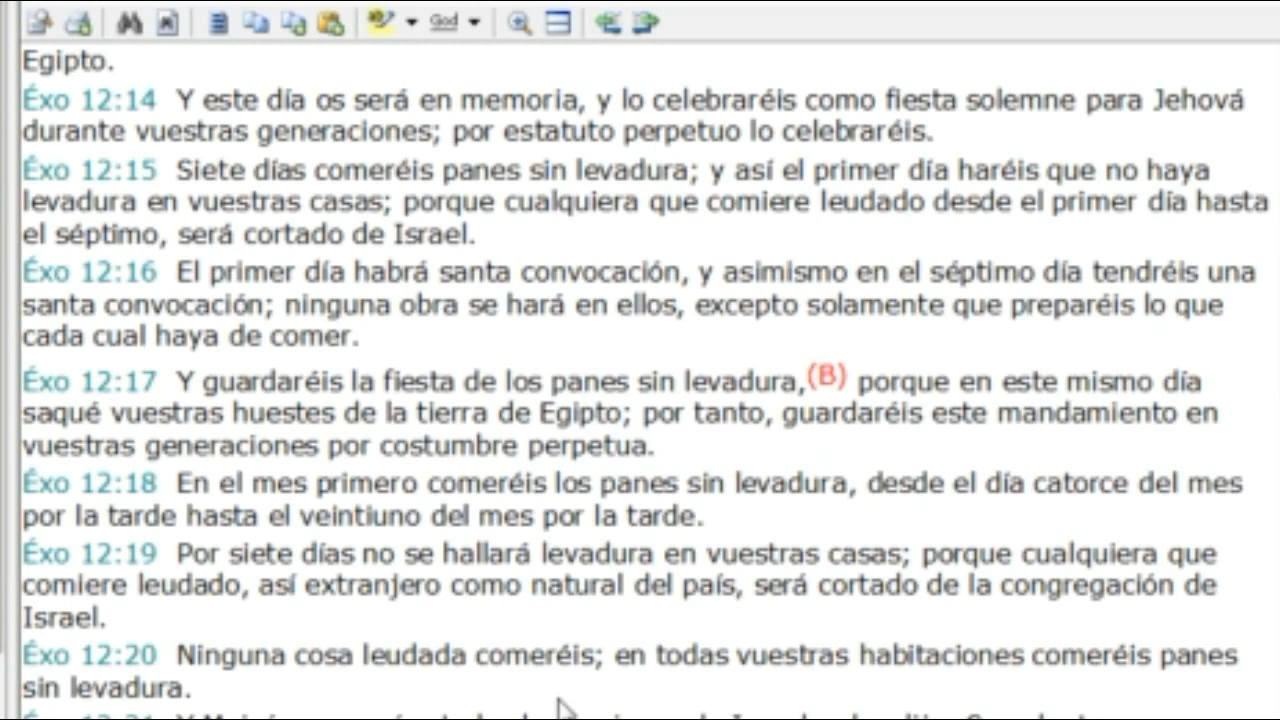 God
Egipto.
Éxo 12:14 Y este día os será en memoria, y lo celebraréis como fiesta solemne para Jehová
durante vuestras generaciones; por estatuto perpetuo lo celebraréis.
Éxo 12:15 Siete días comeréis panes sin levadura; y así el primer día haréis que no haya
levadura en vuestras casas; porque cualquiera que comiere leudado desde el primer día hasta
el séptimo, será cortado de Israel.
Éxo 12:16 El primer día habrá santa convocación, y asimismo en el séptimo día tendréis una
santa convocación; ninguna obra se hará en ellos, excepto solamente que preparéis lo que
cada cual haya de comer.
Éxo 12:17 Y guardaréis la fiesta de los panes sin levadura,(B) porque en este mismo día
saqué vuestras huestes de la tierra de Egipto; por tanto, guardaréis este mandamiento en
vuestras generaciones por costumbre perpetua.
Éxo 12:18 En el mes primero comeréis los panes sin levadura, desde el día catorce del mes
por la tarde hasta el veintiuno del mes por la tarde.
Éxo 12:19 Por siete días no se hallará levadura en vuestras casas; porque cualquiera que
comiere leudado, así extranjero como natural del país, será cortado de la congregación de
Israel.
Éxo 12:20 Ninguna cosa leudada comeréis; en todas vuestras habitaciones comeréis panes
sin levadura.